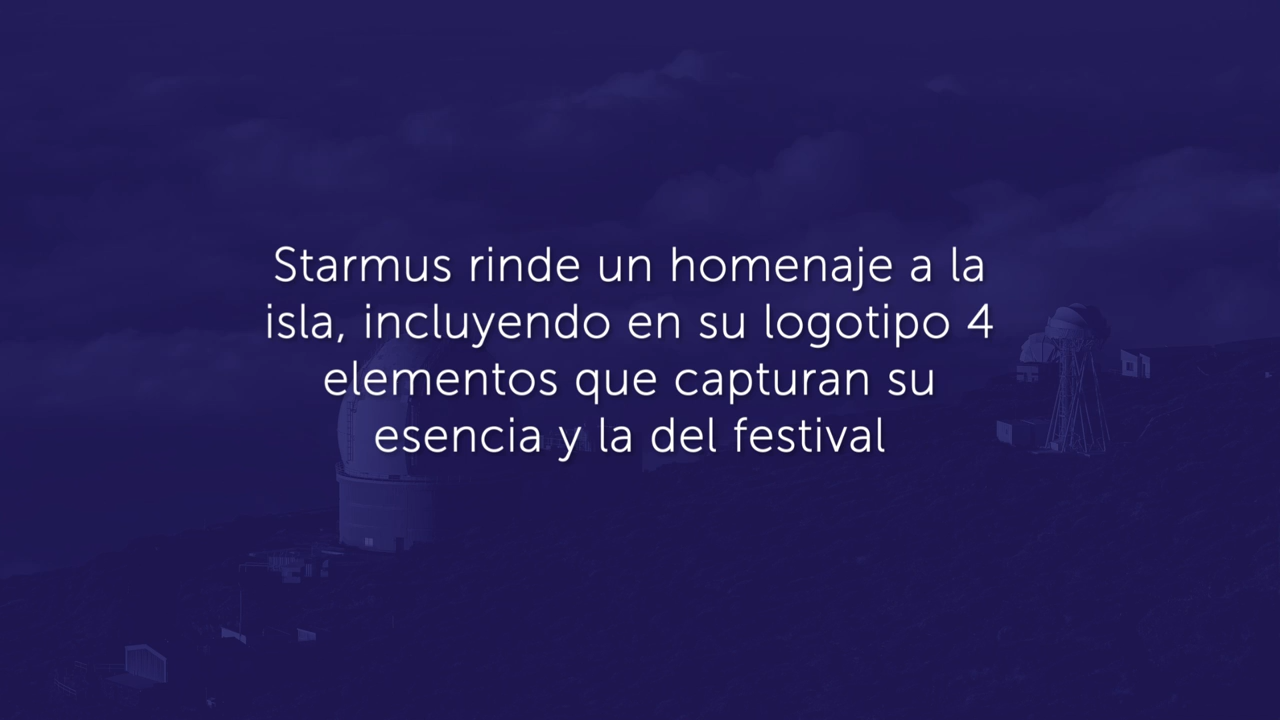 Starmus rinde un homenaje a la
isla, incluyendo en su logotipo 4
elementos que capturan su
esencia y la del festival